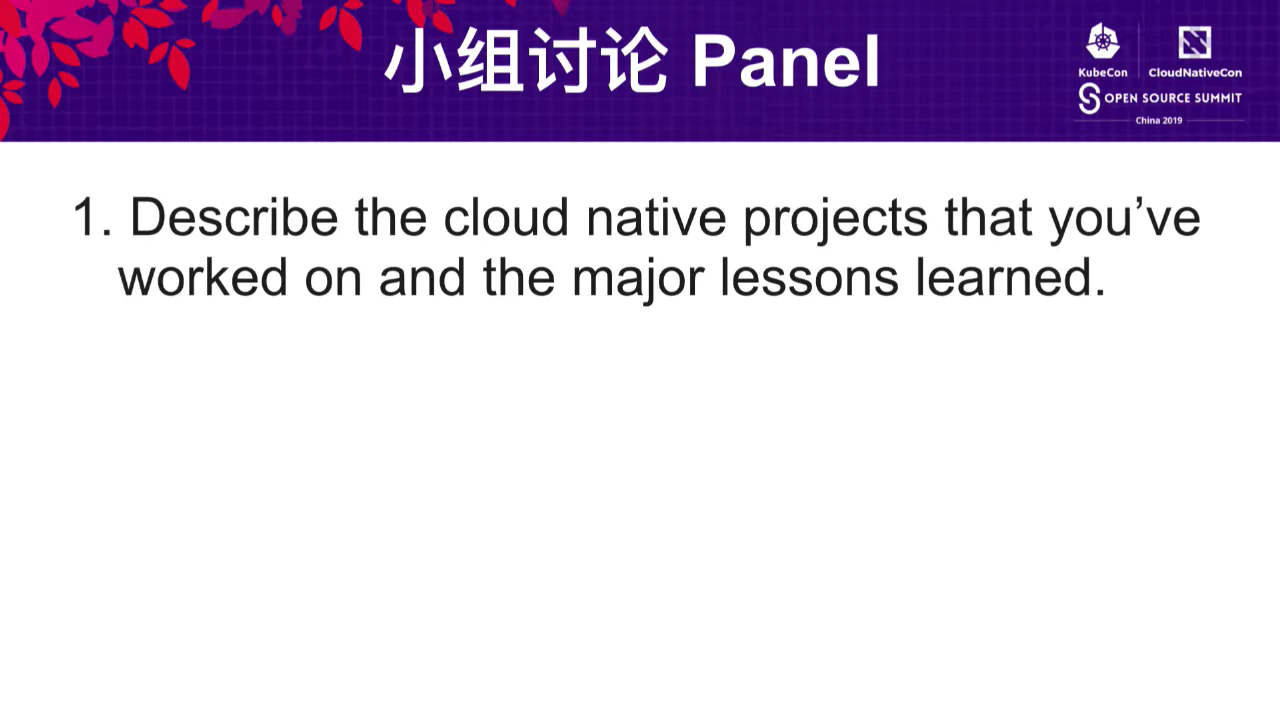 小组讨论 Panel
KubeCon
CloudNativeCon
OPEN SOURCE SUMMIT
China 2019
1. Describe the cloud native projects that you’ve
worked on and the major lessons learned.